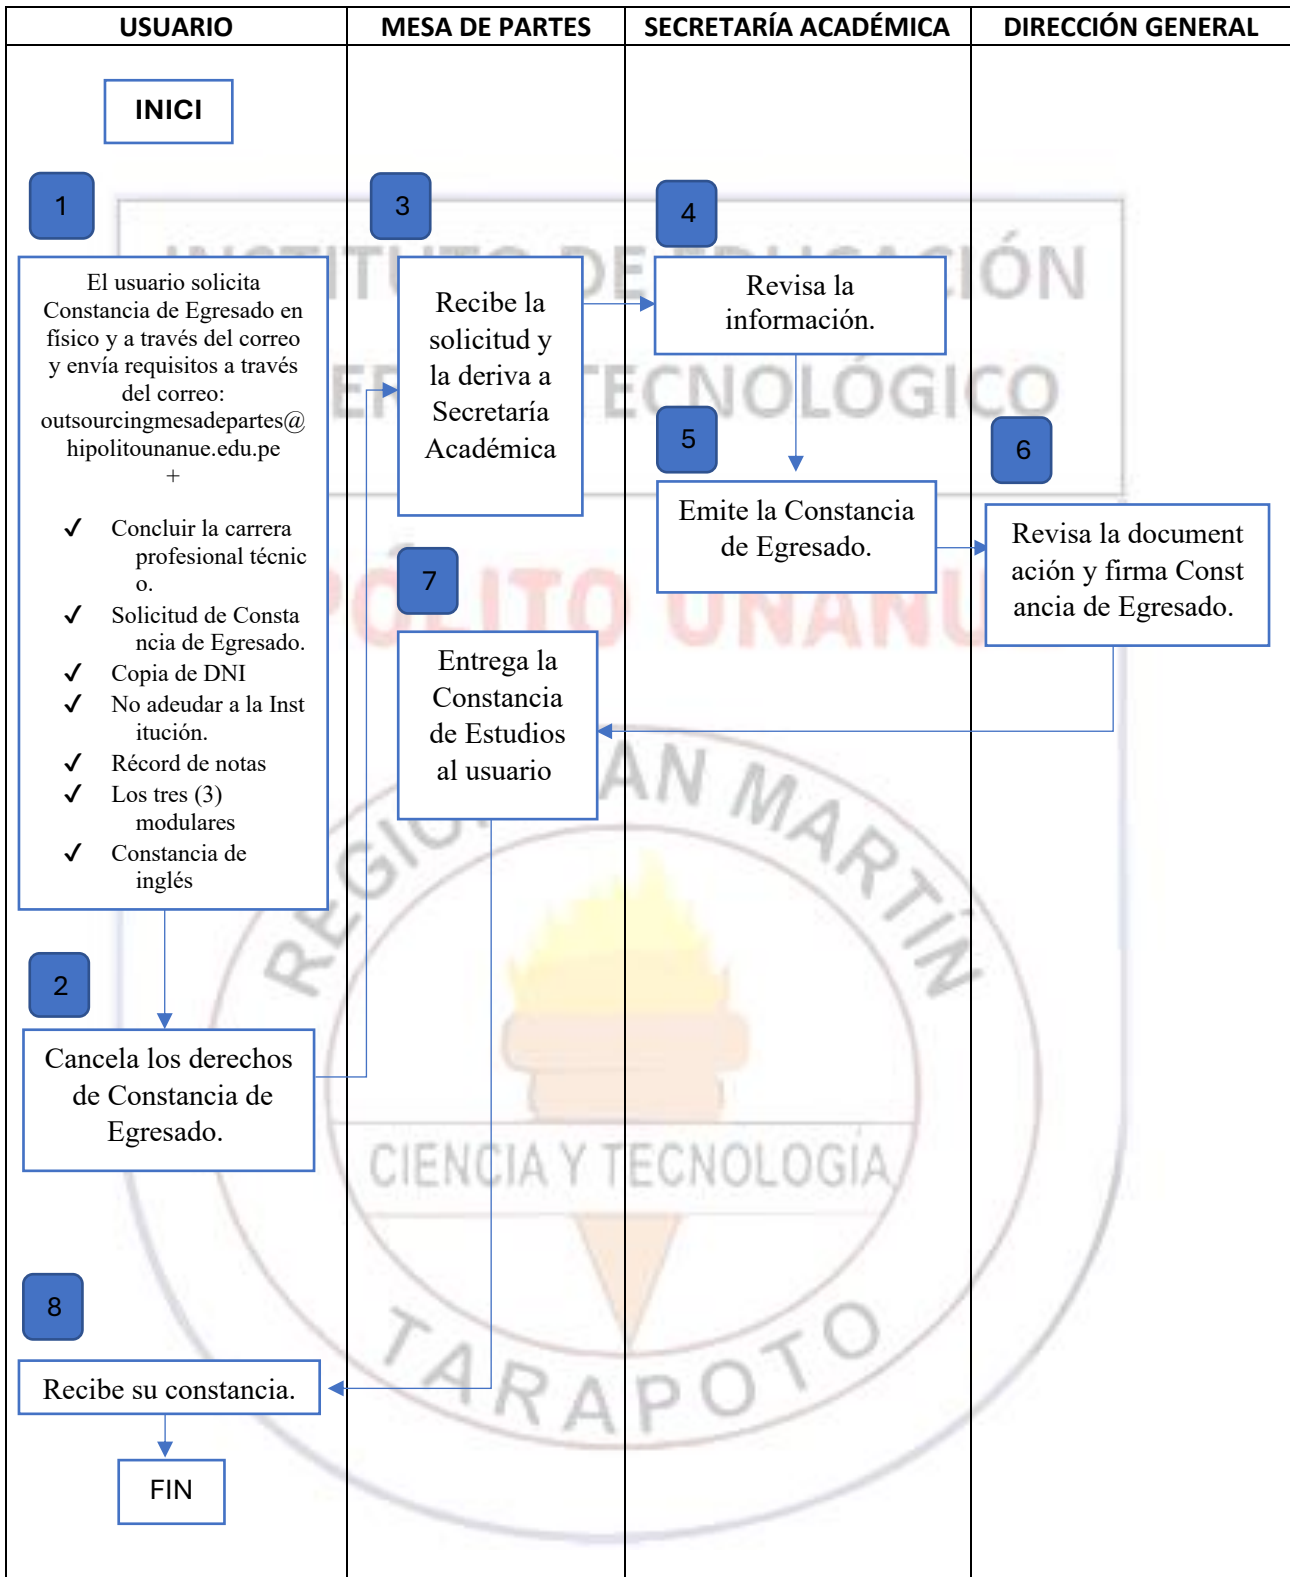 USUARIO
MESA DE PARTES
SECRETARÍA ACADÉMICA
DIRECCIÓN GENERAL
INICI
1
El usuario solicita
Constancia de Egresado en
físico y a través del correo
y envía requisitos a través
del correo:
outsourcingmesadepartes@
hipolitounanue.edu.pe
+
✓ Concluir la carrera
profesional técnic
o.
✓ Solicitud de Consta
ncia de Egresado.
✓ Copia de DNI
✓ No adeudar a la Inst
itución.
✓ Récord de notas
✓ Los tres (3)
modulares
✓ Constancia de
inglés
2
Cancela los derechos
de Constancia de
Egresado.
3
Recibe la
solicitud y
la deriva a
Secretaría
Académica
4
Revisa la
información.
5
Emite la Constancia
de Egresado.
6
Revisa la document
ación y firma Const
ancia de Egresado.
7
Entrega la
Constancia
de Estudios
al usuario
8
Recibe su constancia.
FIN
INSTITUTO DE EDUCACIÓN
TECNOLÓGICO
UNANU
REGIÓN SAN MARTÍN
CIENCIA Y TECNOLOGÍA
TARAPOTO